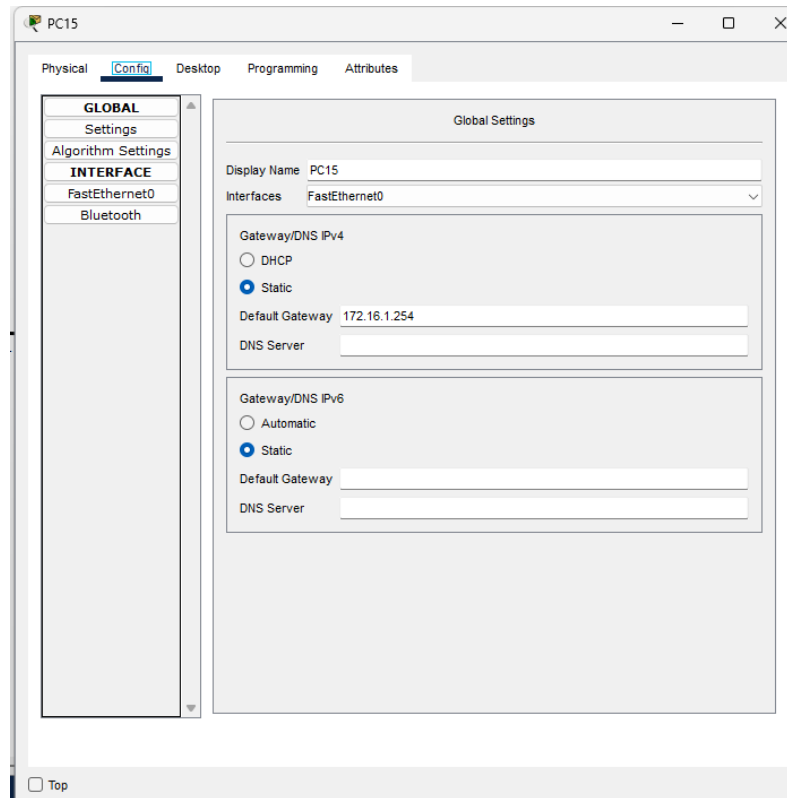 PC15
Physical Config Desktop Programming Attributes
GLOBAL
Settings
Algorithm Settings
INTERFACE
FastEthernet0
Bluetooth
Global Settings
Display Name PC15
Interfaces FastEthernet0
Gateway/DNS IPv4
DHCP
Static
Default Gateway 172.16.1.254
DNS Server
Gateway/DNS IPv6
Automatic
Static
Default Gateway
DNS Server
Top